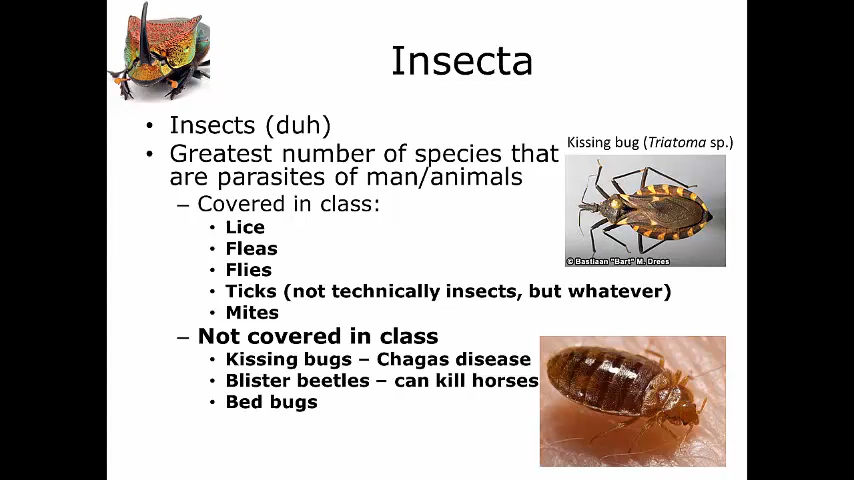 Insecta
• Insects (duh)
• Greatest number of species that
are parasites of man/animals
– Covered in class:
• Lice
• Fleas
• Flies
• Ticks (not technically insects, but whatever)
• Mites
– Not covered in class
• Kissing bugs – Chagas disease
• Blister beetles – can kill horses
• Bed bugs
Kissing bug (Triatoma sp.)
© Bastiaan "Bart" M. Drees